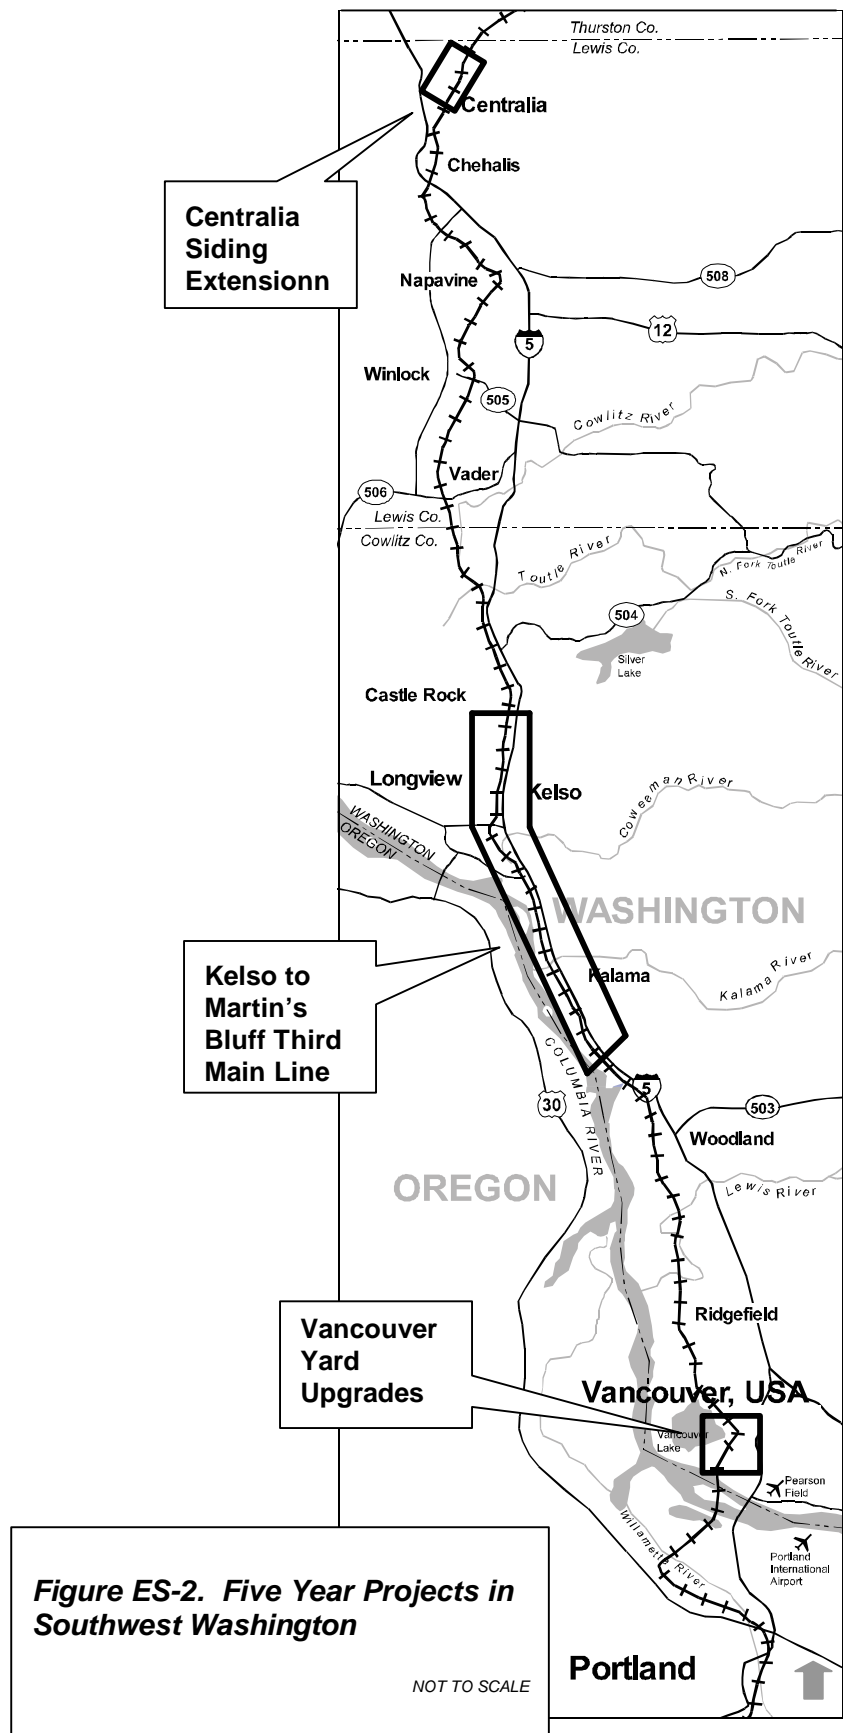 Thurston Co.
Lewis Co.
Centralia
Chehalis
Centralia
Siding
Extensionn
508
Napavine
12
5
Winlock
505
Cowlitz River
Vader
506
Lewis Co.
Cowlitz Co.
Toutle River
N. Fork Toutle River
S. Fork Toutle River
504
Silver
Lake
Castle Rock
Longview
Kelso
Coweeman River
WASHINGTON
OREGON
WASHINGTON
Kelso to
Martin's
Bluff Third
Main Line
Kalama
Kalama River
COLUMBIA RIVER
5
30
503
Woodland
OREGON
Lewis River
Ridgefield
Vancouver
Yard
Upgrades
Vancouver, USA
Vancouver
Lake
Pearson
Field
Willamette River
Portland
International
Airport
Figure ES-2. Five Year Projects in
Southwest Washington
Portland
NOT TO SCALE